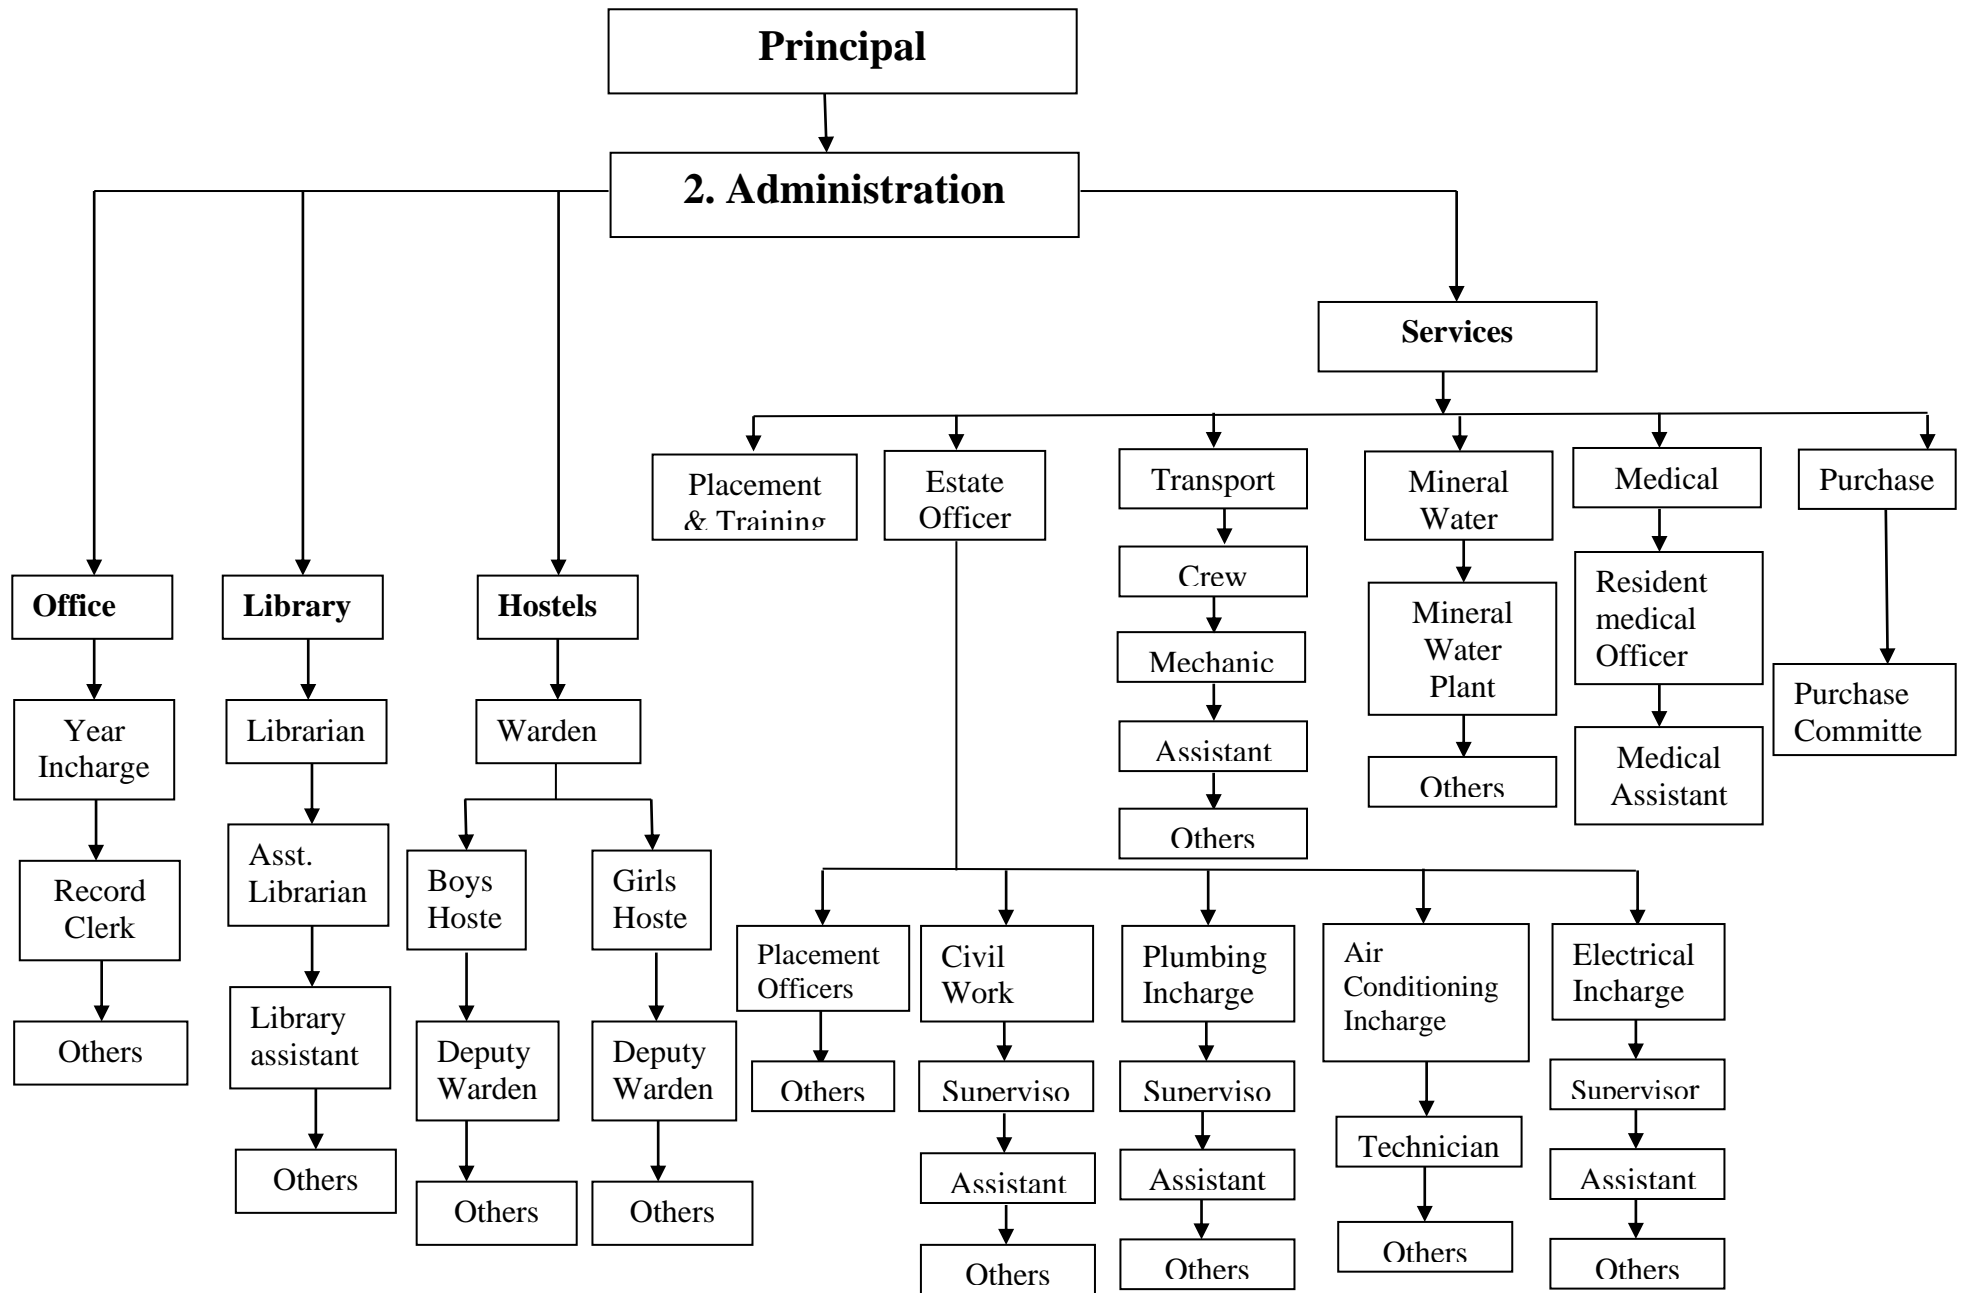 Principal
2. Administration
Services
Placement
& Training
Estate
Officer
Transport
Mineral
Water
Medical
Purchase
Crew
Mechanic
Assistant
Others
Mineral
Water
Plant
Others
Resident
medical
Officer
Medical
Assistant
Purchase
Committe
Office
Library
Hostels
Year
Incharge
Librarian
Warden
Record
Clerk
Asst.
Librarian
Boys
Hoste
Girls
Hoste
Others
Library
assistant
Deputy
Warden
Deputy
Warden
Others
Others
Others
Placement
Officers
Civil
Work
Plumbing
Incharge
Air
Conditioning
Incharge
Electrical
Incharge
Others
Superviso
Superviso
Technician
Supervisor
Assistant
Assistant
Assistant
Others
Others
Others
Others